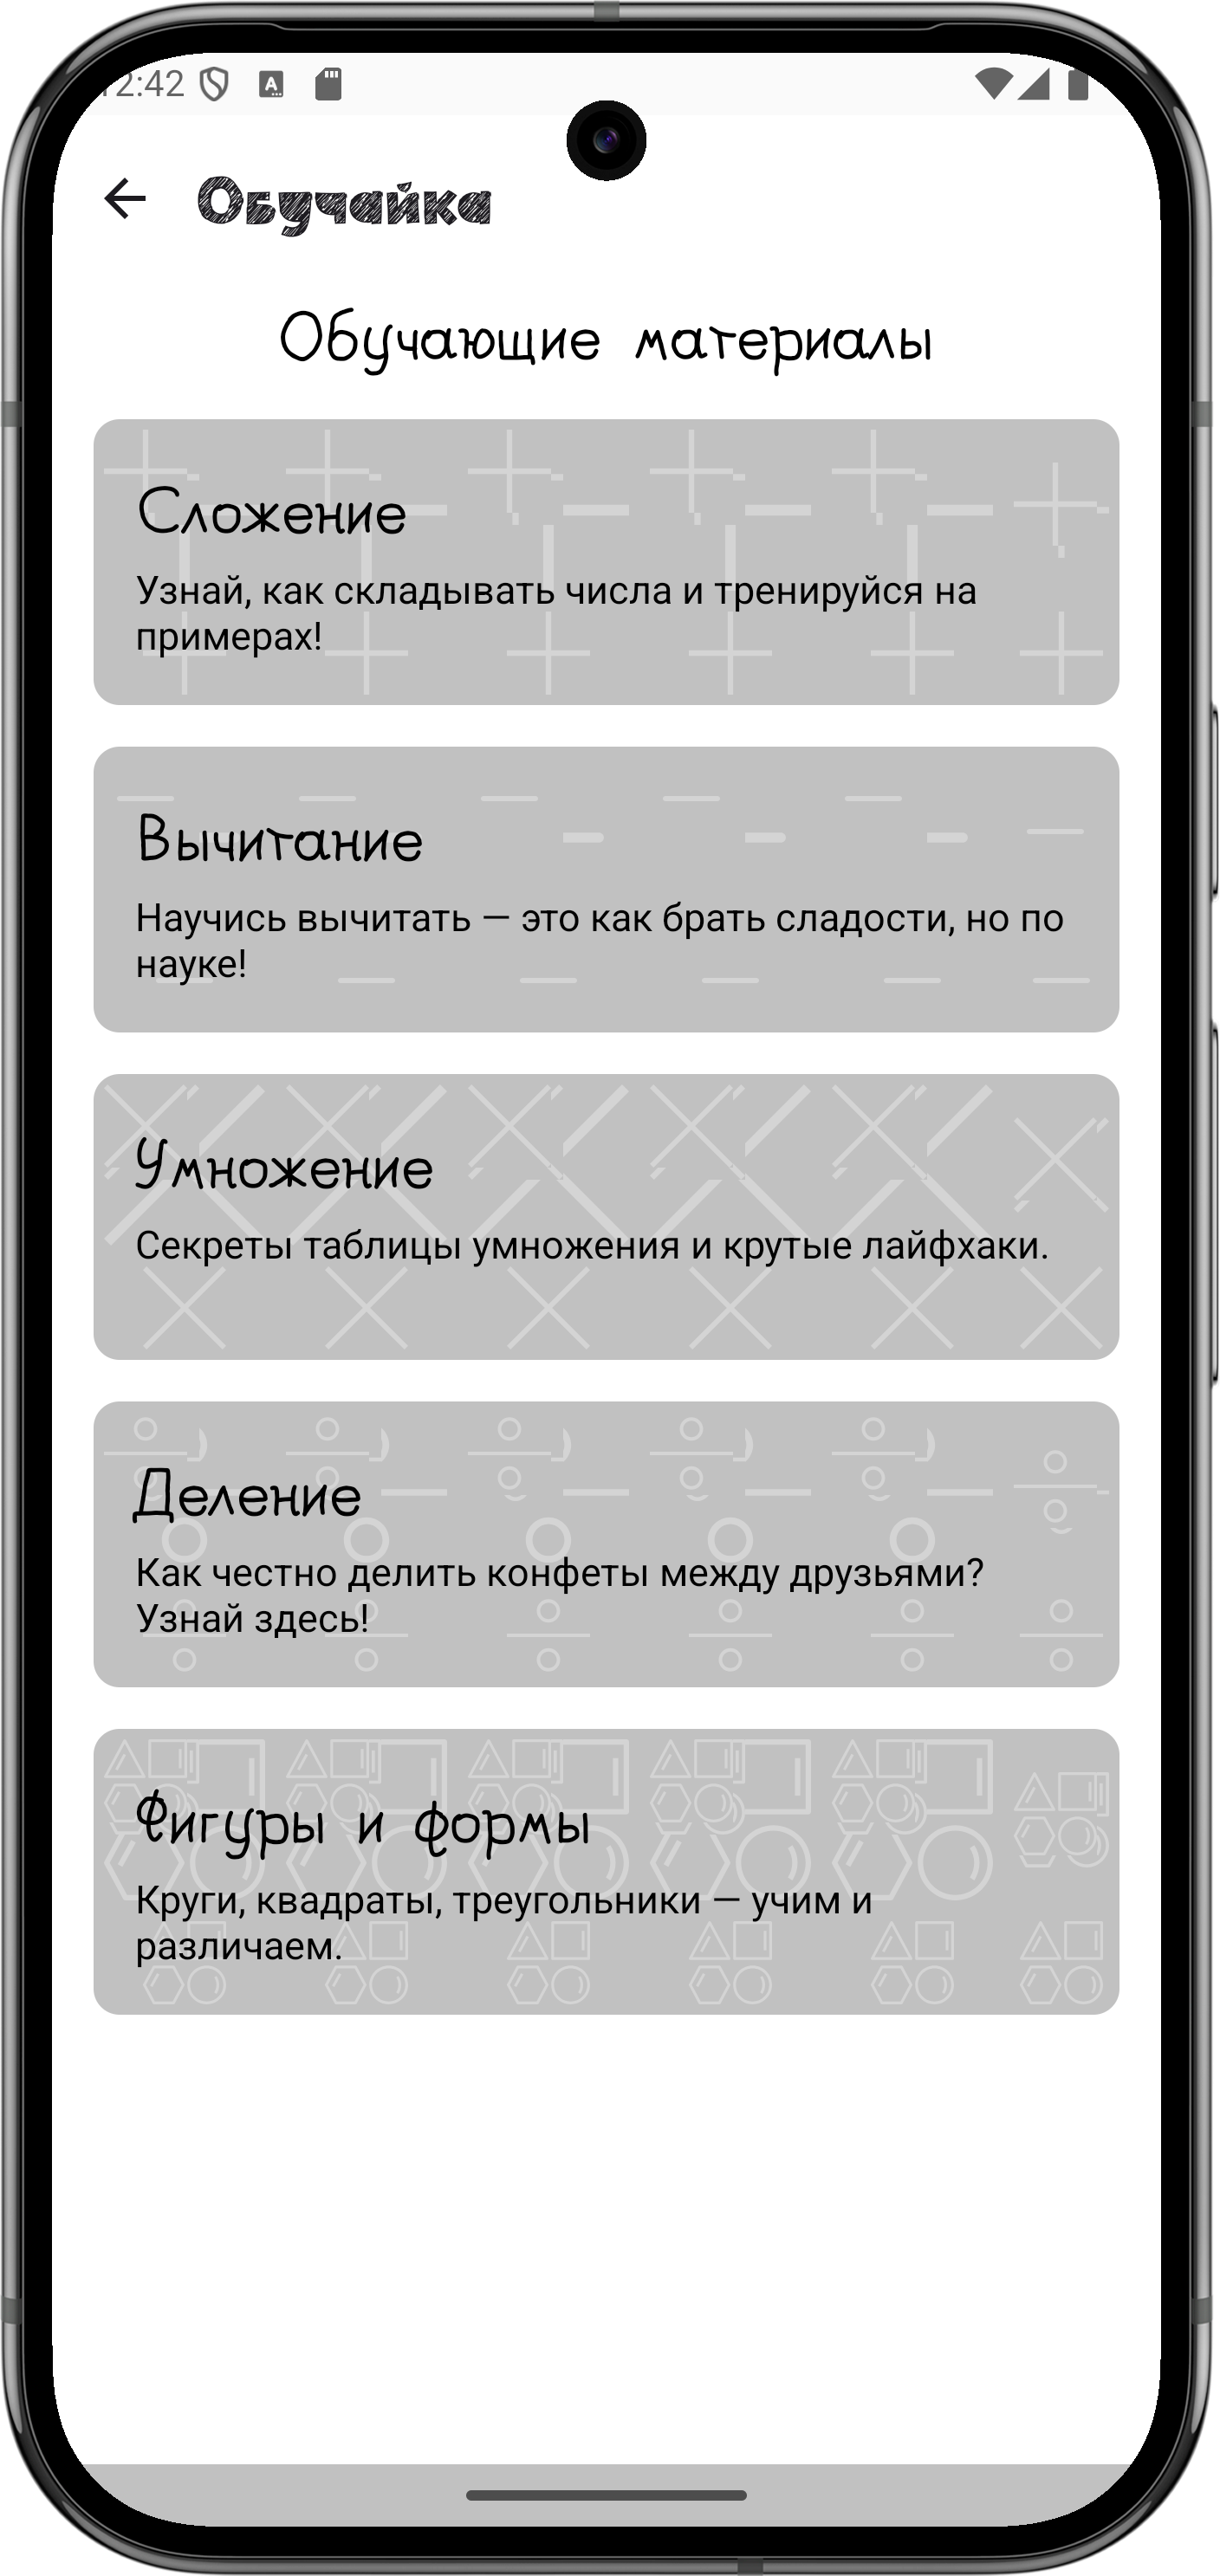 12:42
Обучайка
Обучающие материалы
Сложение
Узнай, как складывать числа и тренируйся на
примерах!
Вычитание
Научись вычитать — это как брать сладости, но по
науке!
Умножение
Секреты таблицы умножения и крутые лайфхаки.
Деление
Как честно делить конфеты между друзьями?
Узнай здесь!
Фигуры и формы
Круги, квадраты, треугольники — учим и
различаем.